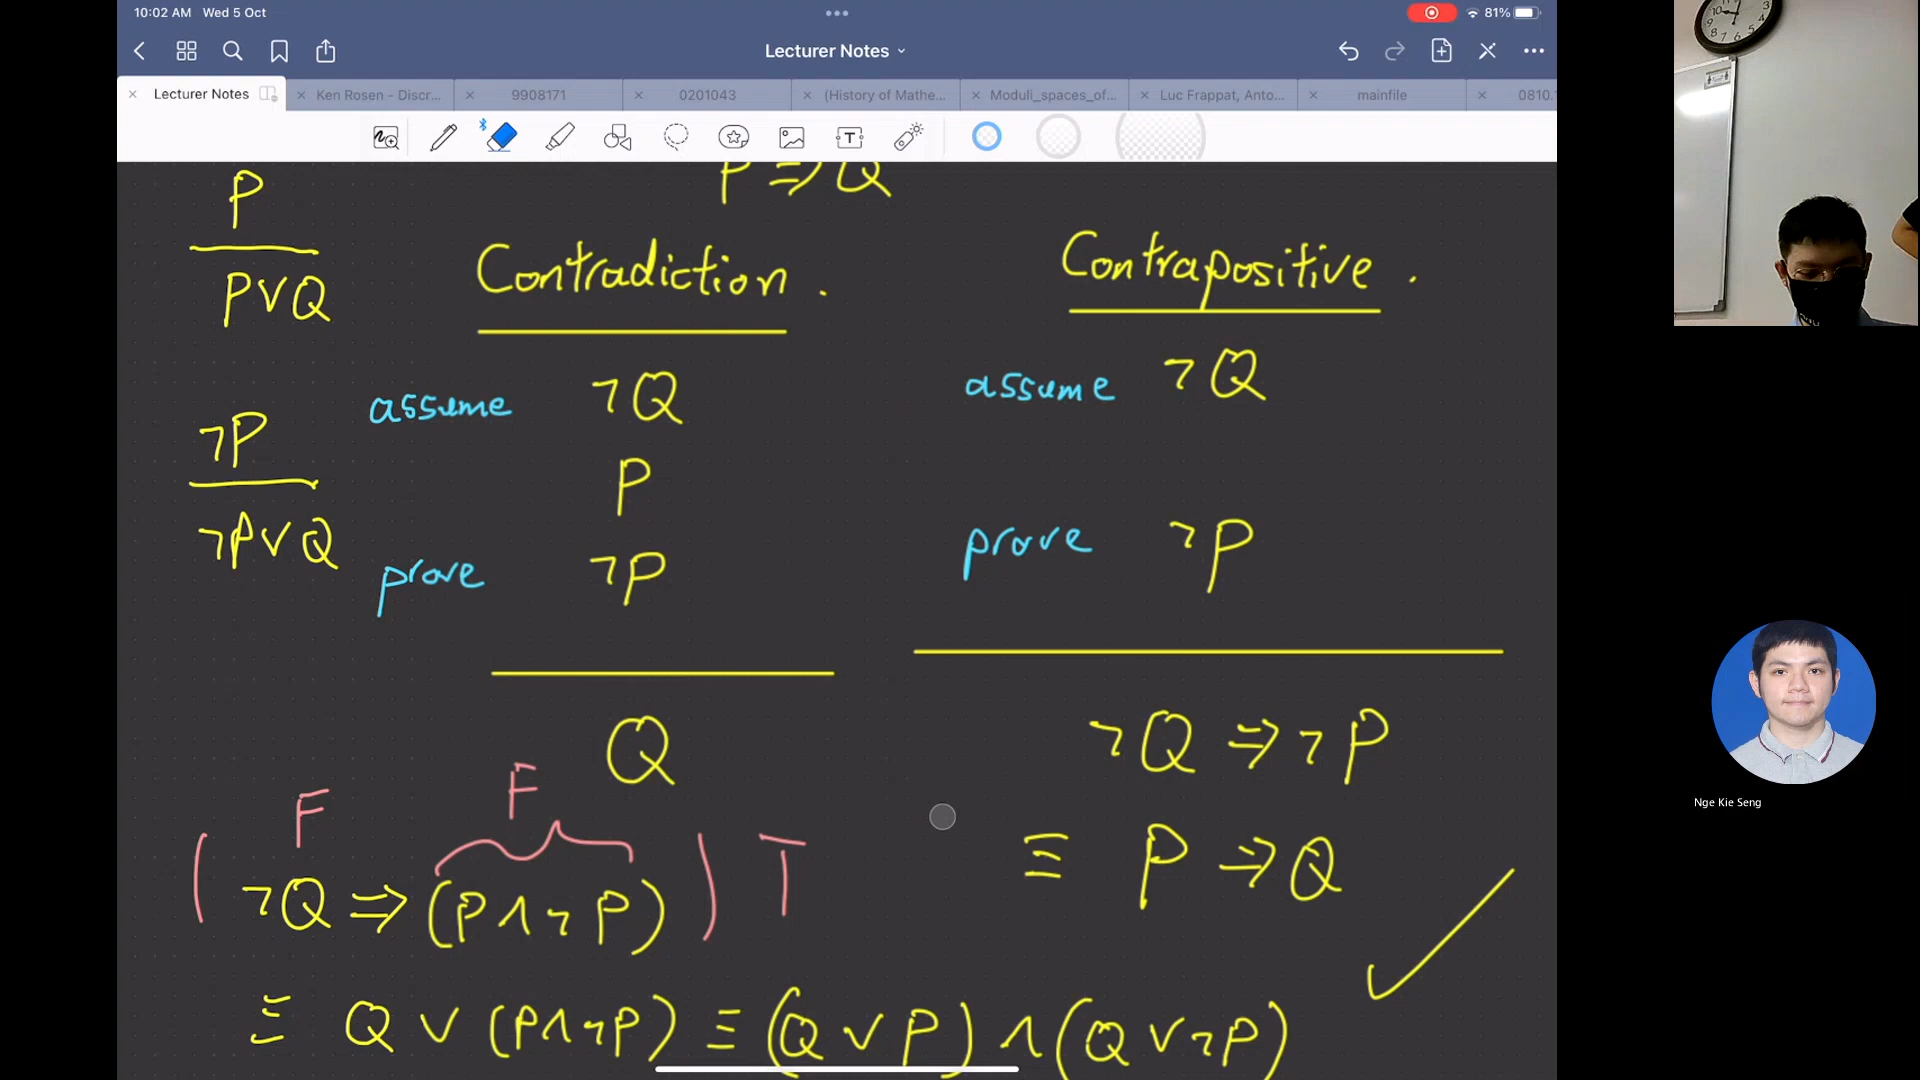 10:02 AM Wed 5 Oct
81%
Lecturer Notes
Lecturer Notes
Ken Rosen - Discr...
9908171
0201043
(History of Mathe...
Moduli_spaces_of...
Luc Frappat, Anto...
mainfile
0810.
P ⇒ Q
P
P∨Q
¬P
¬P∨Q
Contradiction .
assume ¬Q
P
prove ¬P
Q
Contrapositive .
assume ¬Q
prove ¬P
¬Q ⇒ ¬P
≡ P ⇒ Q
F F
( ¬Q ⇒ (P∧¬P) ) T
≡ Q ∨ (P∧¬P) ≡ (Q ∨ P) ∧ (Q ∨ ¬P)
Nge Kie Seng